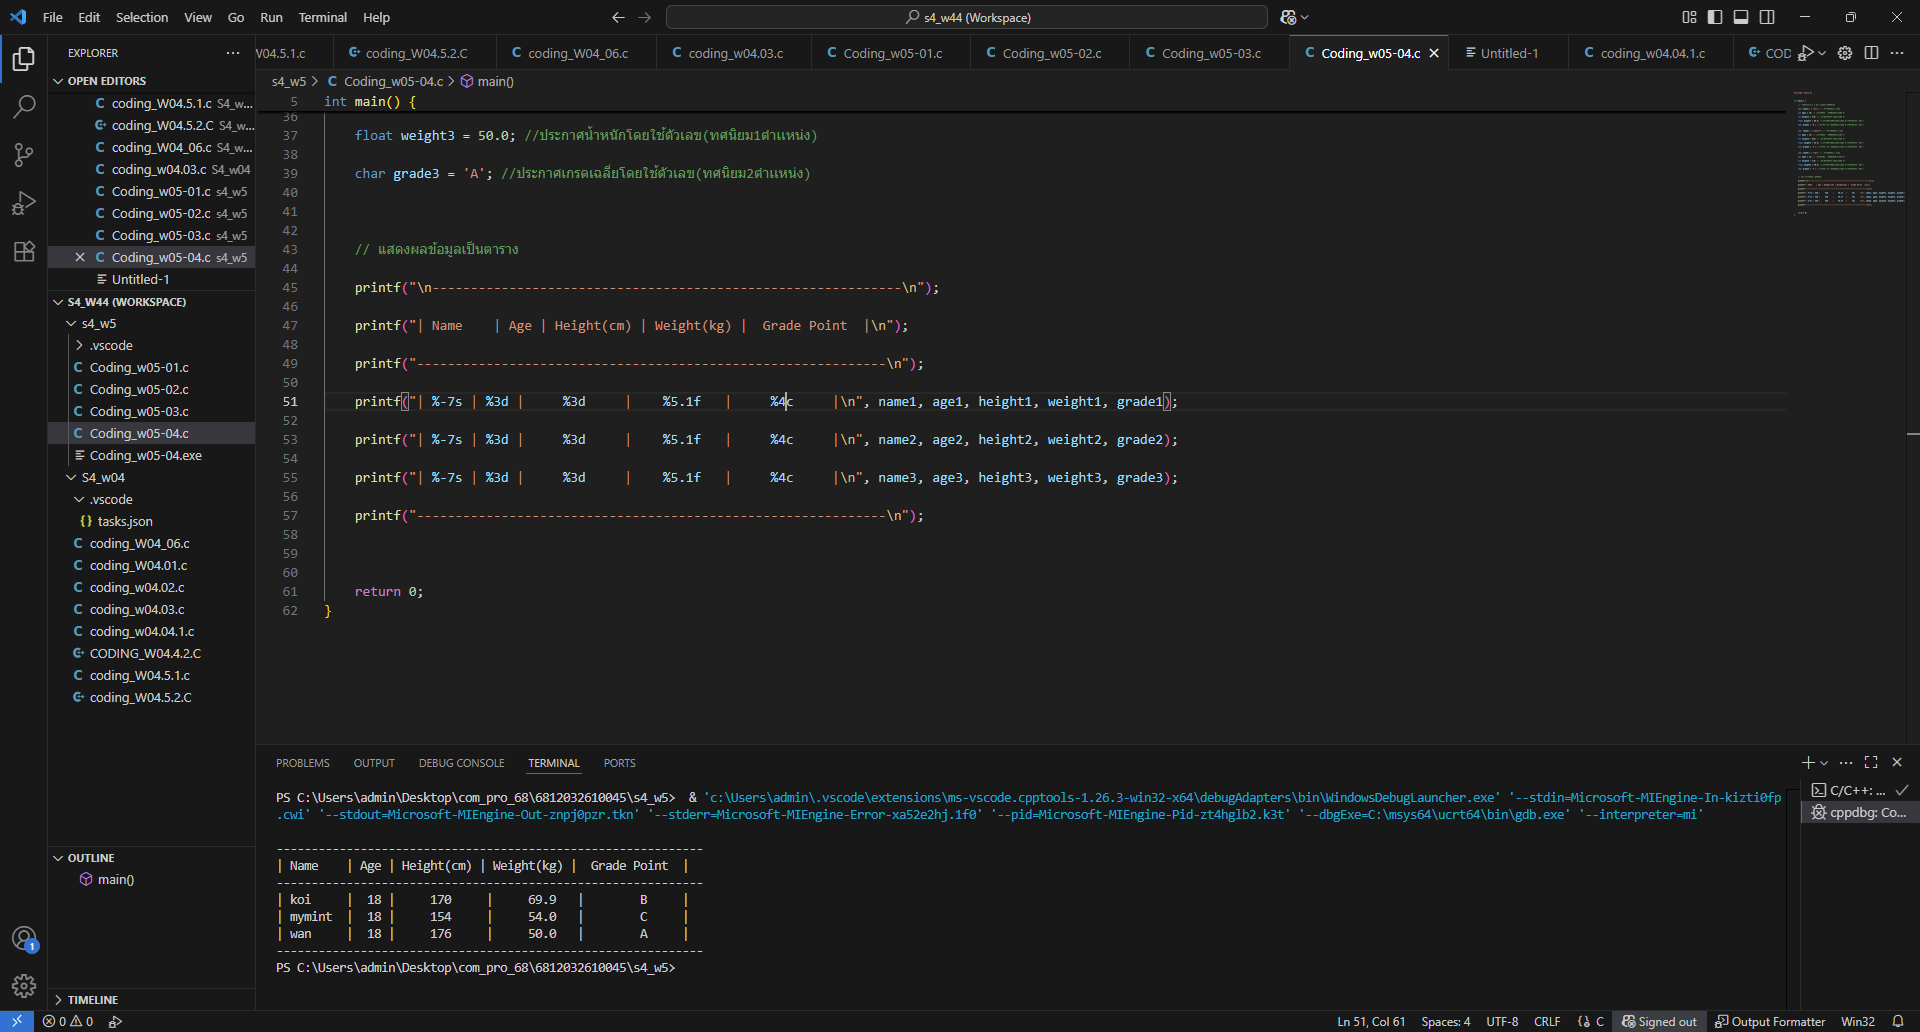 File Edit Selection View Go Run Terminal Help
s4_w44 (Workspace)
EXPLORER
W04.5.1.c
coding_W04.5.2.C
coding_W04_06.c
coding_w04.03.c
Coding_w05-01.c
Coding_w05-02.c
Coding_w05-03.c
Coding_w05-04.c
Untitled-1
coding_w04.04.1.c
COD
OPEN EDITORS
coding_W04.5.1.c S4_w...
coding_W04.5.2.C S4_w...
coding_W04_06.c S4_w...
coding_w04.03.c S4_w04
Coding_w05-01.c s4_w5
Coding_w05-02.c s4_w5
Coding_w05-03.c s4_w5
Coding_w05-04.c s4_w5
Untitled-1
S4_W44 (WORKSPACE)
s4_w5
.vscode
Coding_w05-01.c
Coding_w05-02.c
Coding_w05-03.c
Coding_w05-04.c
Coding_w05-04.exe
S4_w04
.vscode
{} tasks.json
coding_W04_06.c
coding_W04.01.c
coding_w04.02.c
coding_w04.03.c
coding_w04.04.1.c
CODING_W04.4.2.C
coding_W04.5.1.c
coding_W04.5.2.C
OUTLINE
main()
TIMELINE
s4_w5 > C Coding_w05-04.c > main()
5 int main() {
36
37 float weight3 = 50.0; //ประกาศน้ำหนักโดยใช้ตัวเลข(ทศนิยม1ตำแหน่ง)
38
39 char grade3 = 'A'; //ประกาศเกรดเฉลี่ยโดยใช้ตัวเลข(ทศนิยม2ตำแหน่ง)
40
41
42
43 // แสดงผลข้อมูลเป็นตาราง
44
45 printf("\n-------------------------------------------------------------\n");
46
47 printf("| Name    | Age | Height(cm) | Weight(kg) |  Grade Point  |\n");
48
49 printf("-------------------------------------------------------------\n");
50
51 printf("| %-7s | %3d |     %3d     |    %5.1f   |     %4c     |\n", name1, age1, height1, weight1, grade1);
52
53 printf("| %-7s | %3d |     %3d     |    %5.1f   |     %4c     |\n", name2, age2, height2, weight2, grade2);
54
55 printf("| %-7s | %3d |     %3d     |    %5.1f   |     %4c     |\n", name3, age3, height3, weight3, grade3);
56
57 printf("-------------------------------------------------------------\n");
58
59
60
61 return 0;
62 }
PROBLEMS OUTPUT DEBUG CONSOLE TERMINAL PORTS
PS C:\Users\admin\Desktop\com_pro_68\6812032610045\s4_w5>  & 'c:\Users\admin\.vscode\extensions\ms-vscode.cpptools-1.26.3-win32-x64\debugAdapters\bin\WindowsDebugLauncher.exe' '--stdin=Microsoft-MIEngine-In-kizti0fp
.cwi' '--stdout=Microsoft-MIEngine-Out-znpj0pzr.tkn' '--stderr=Microsoft-MIEngine-Error-xa52e2hj.1f0' '--pid=Microsoft-MIEngine-Pid-zt4hglb2.k3t' '--dbgExe=C:\msys64\ucrt64\bin\gdb.exe' '--interpreter=mi'
-------------------------------------------------------------
| Name    | Age | Height(cm) | Weight(kg) |  Grade Point  |
-------------------------------------------------------------
| koi     |  18 |     170     |     69.9   |        B     |
| mymint  |  18 |     154     |     54.0   |        C     |
| wan     |  18 |     176     |     50.0   |        A     |
-------------------------------------------------------------
PS C:\Users\admin\Desktop\com_pro_68\6812032610045\s4_w5>
C/C++: ...
cppdbg: Co...
1
0 0
Ln 51, Col 61 Spaces: 4 UTF-8 CRLF {} C Signed out Output Formatter Win32